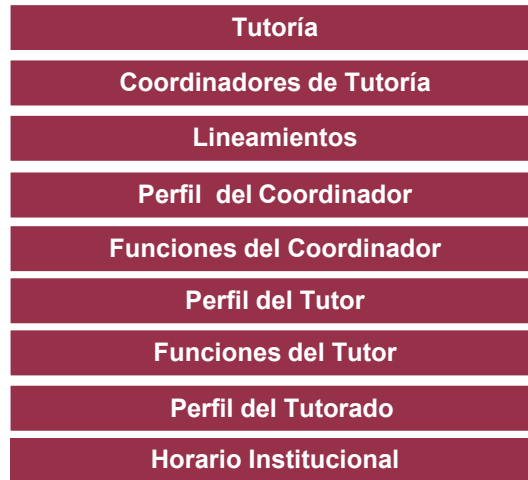 Tutoría
Coordinadores de Tutoría
Lineamientos
Perfil del Coordinador
Funciones del Coordinador
Perfil del Tutor
Funciones del Tutor
Perfil del Tutorado
Horario Institucional